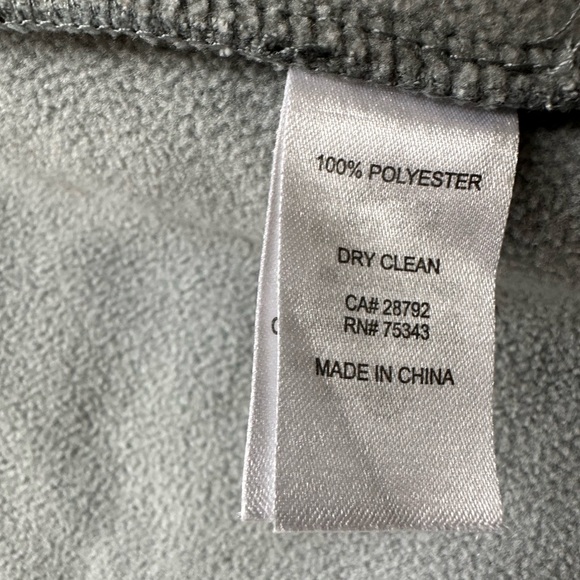 100% POLYESTER
DRY CLEAN
CA# 28792
RN# 75343
MADE IN CHINA